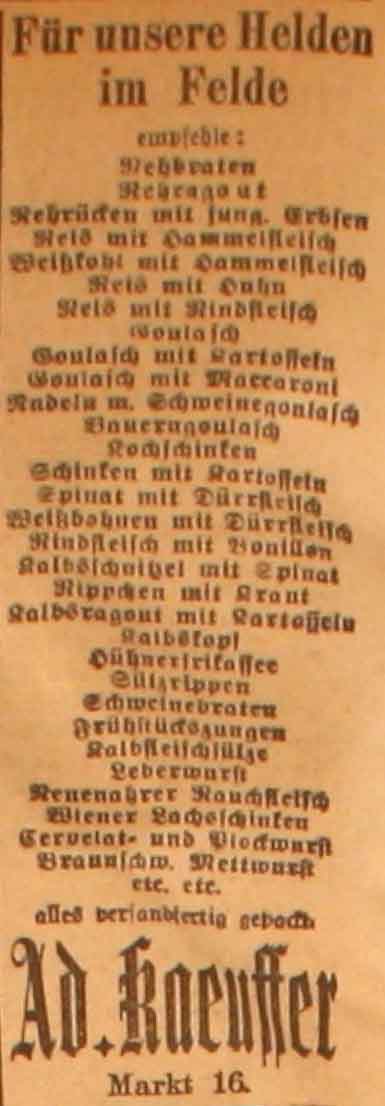 Für unsere Helden
im Felde
empfehle:
Rehbraten
Rehragout
Rehrücken mit jung. Erbsen
Reis mit Hammelfleisch
Weißkohl mit Hammelfleisch
Reis mit Huhn
Reis mit Rindfleisch
Goulasch
Goulasch mit Kartoffeln
Goulasch mit Maccaroni
Nudeln m. Schweinegoulasch
Bauerngoulasch
Kochschinken
Schinken mit Kartoffeln
Spinat mit Dürrfleisch
Weißbohnen mit Dürrfleisch
Rindfleisch mit Bouillon
Kalbschnitzel mit Spinat
Rippchen mit Kraut
Kalbsragout mit Kartoffeln
Kalbskopf
Hühnerfrikassee
Sülzrippen
Schweinebraten
Frühstückszungen
Kalbfleischsülze
Leberwurst
Neuenahrer Rauchfleisch
Wiener Lachsschinken
Cervelat- und Plockwurst
Braunschw. Mettwurst
etc. etc.
alles versandfertig gepackt.
Ad. Kaeuffer
Markt 16.